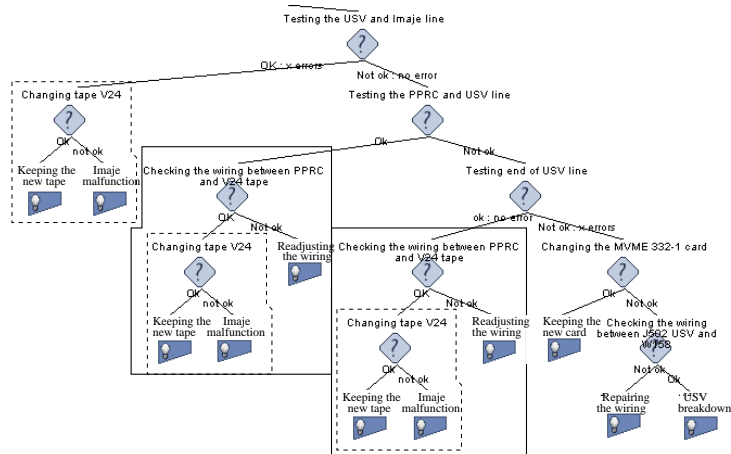 Testing the USV and Imaje line
OK : x errors
Not ok : no error
Changing tape V24
Testing the PPRC and USV line
Ok
not ok
Ok
Not ok
Keeping the
new tape
Imaje
malfunction
Checking the wiring between PPRC
and V24 tape
Testing end of USV line
OK
Not ok
ok : no error
Not ok : x errors
Changing tape V24
Readjusting
the wiring
Checking the wiring between PPRC
and V24 tape
Changing the MVME 332-1 card
Ok
not ok
OK
Not ok
Ok
Not ok
Keeping the
new tape
Imaje
malfunction
Changing tape V24
Readjusting
the wiring
Keeping the
new card
Checking the wiring
between J502 USV and
W158
Ok
not ok
Not ok
Ok
Keeping the
new tape
Imaje
malfunction
Repairing
the wiring
USV
breakdown